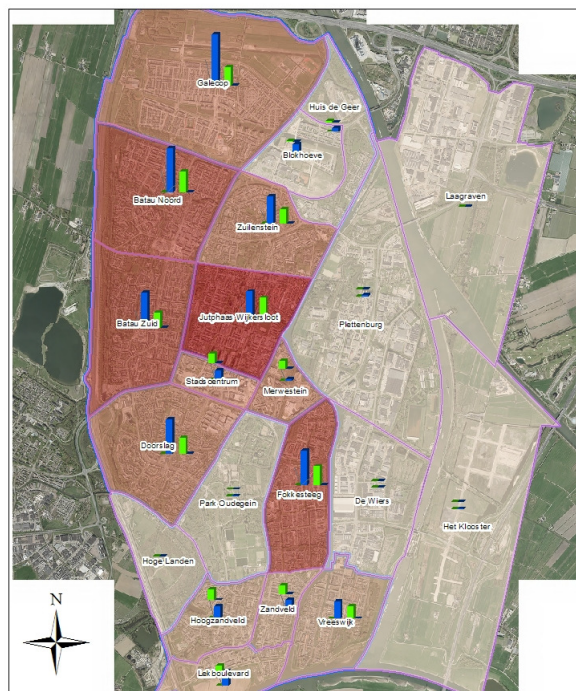 Galecop
Huis de Geer
Blokhoeve
Batau Noord
Laagraven
Zuilenstein
Batau Zuid
Jutphaas Wijkersloot
Plettenburg
Stadscentrum
Merwestein
Doorslag
Fokkesteeg
Park Oudegein
De Wiers
Het Klooster
Hoge Landen
N
Hoogzandveld
Zandveld
Vreeswijk
Lekboulevard